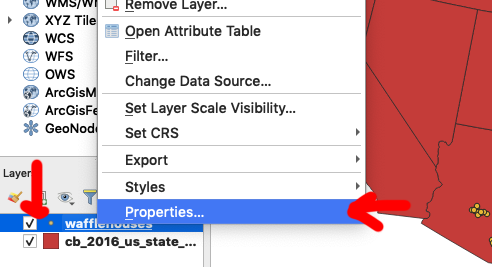 WMS/WM
XYZ Tile
WCS
WFS
OWS
ArcGisM
ArcGisFe
GeoNode
Remove Layer...
Open Attribute Table
Filter...
Change Data Source...
Set Layer Scale Visibility...
Set CRS
Export
Styles
Properties...
Layer
wafflehouses
cb_2016_us_state_...